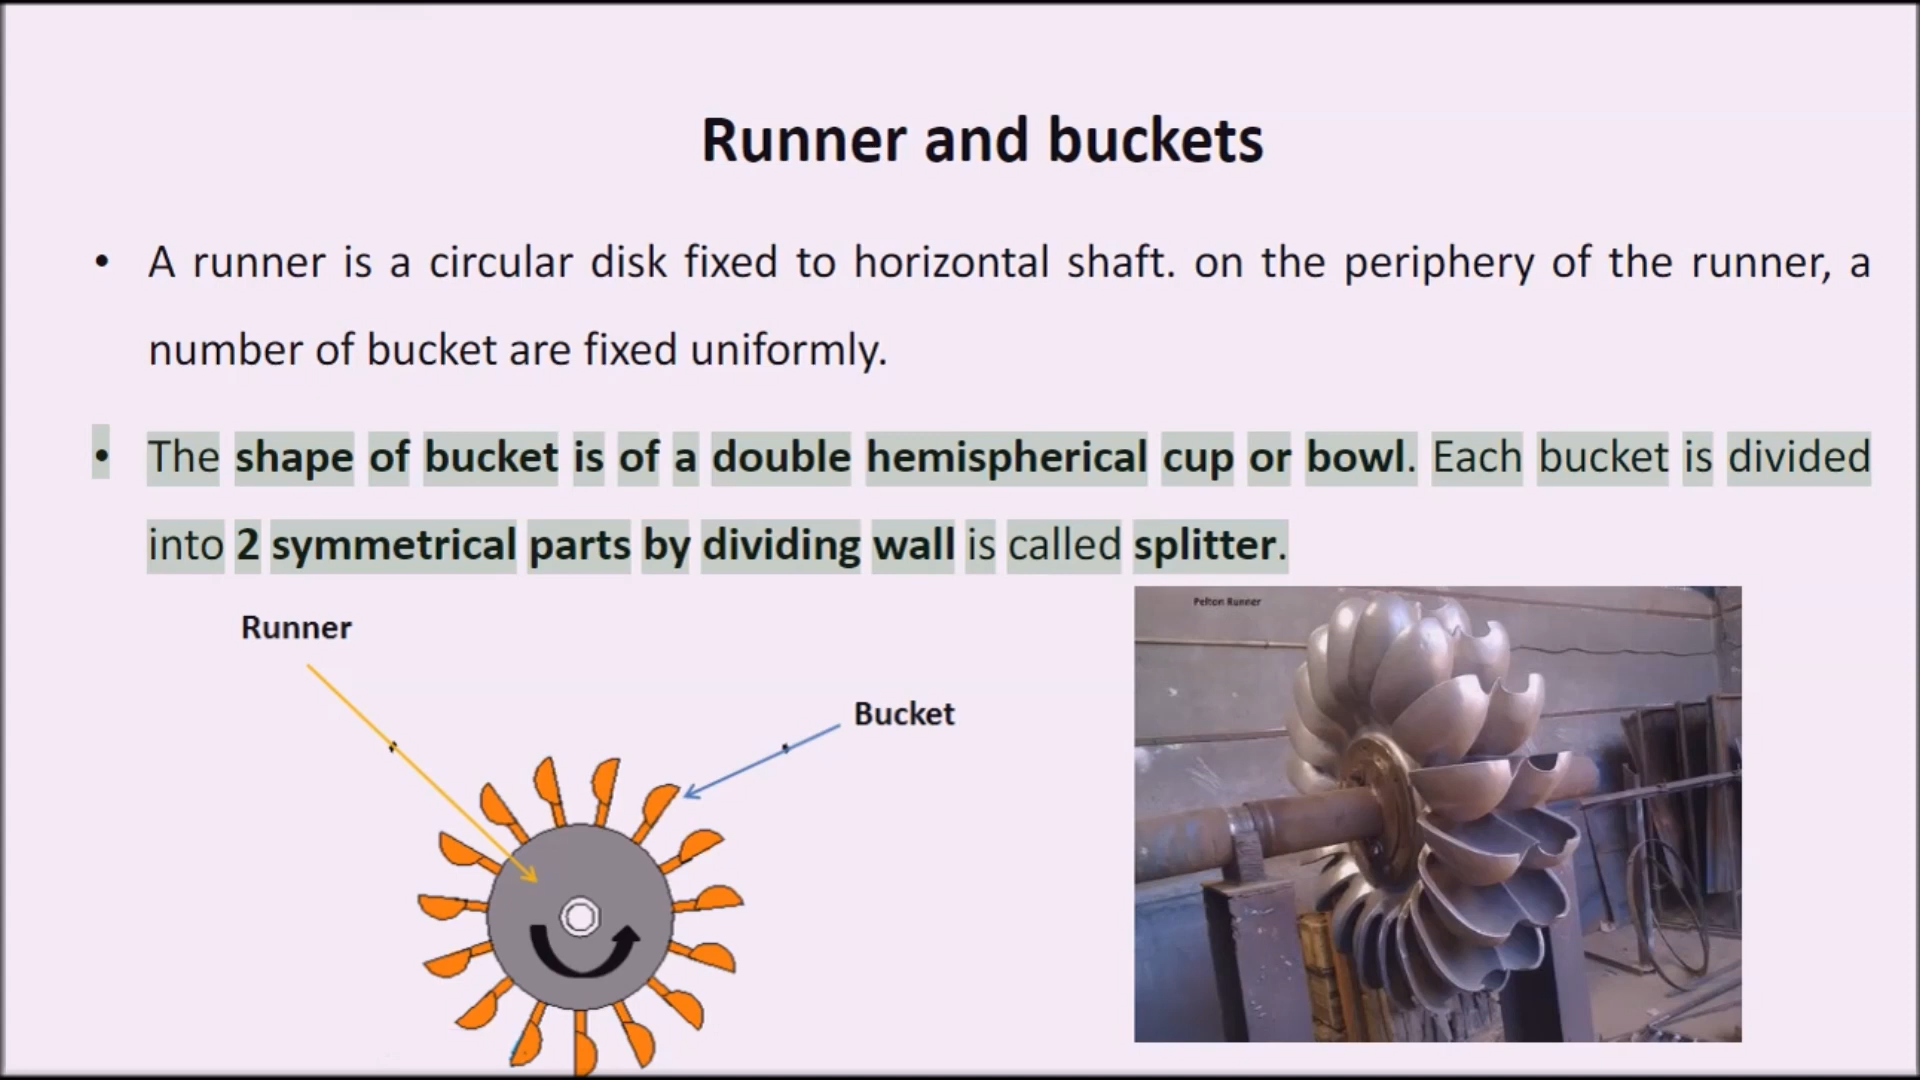 Runner and buckets
• A runner is a circular disk fixed to horizontal shaft. on the periphery of the runner, a
number of bucket are fixed uniformly.
• The shape of bucket is of a double hemispherical cup or bowl. Each bucket is divided
into 2 symmetrical parts by dividing wall is called splitter.
Runner
Bucket
Pelton Runner